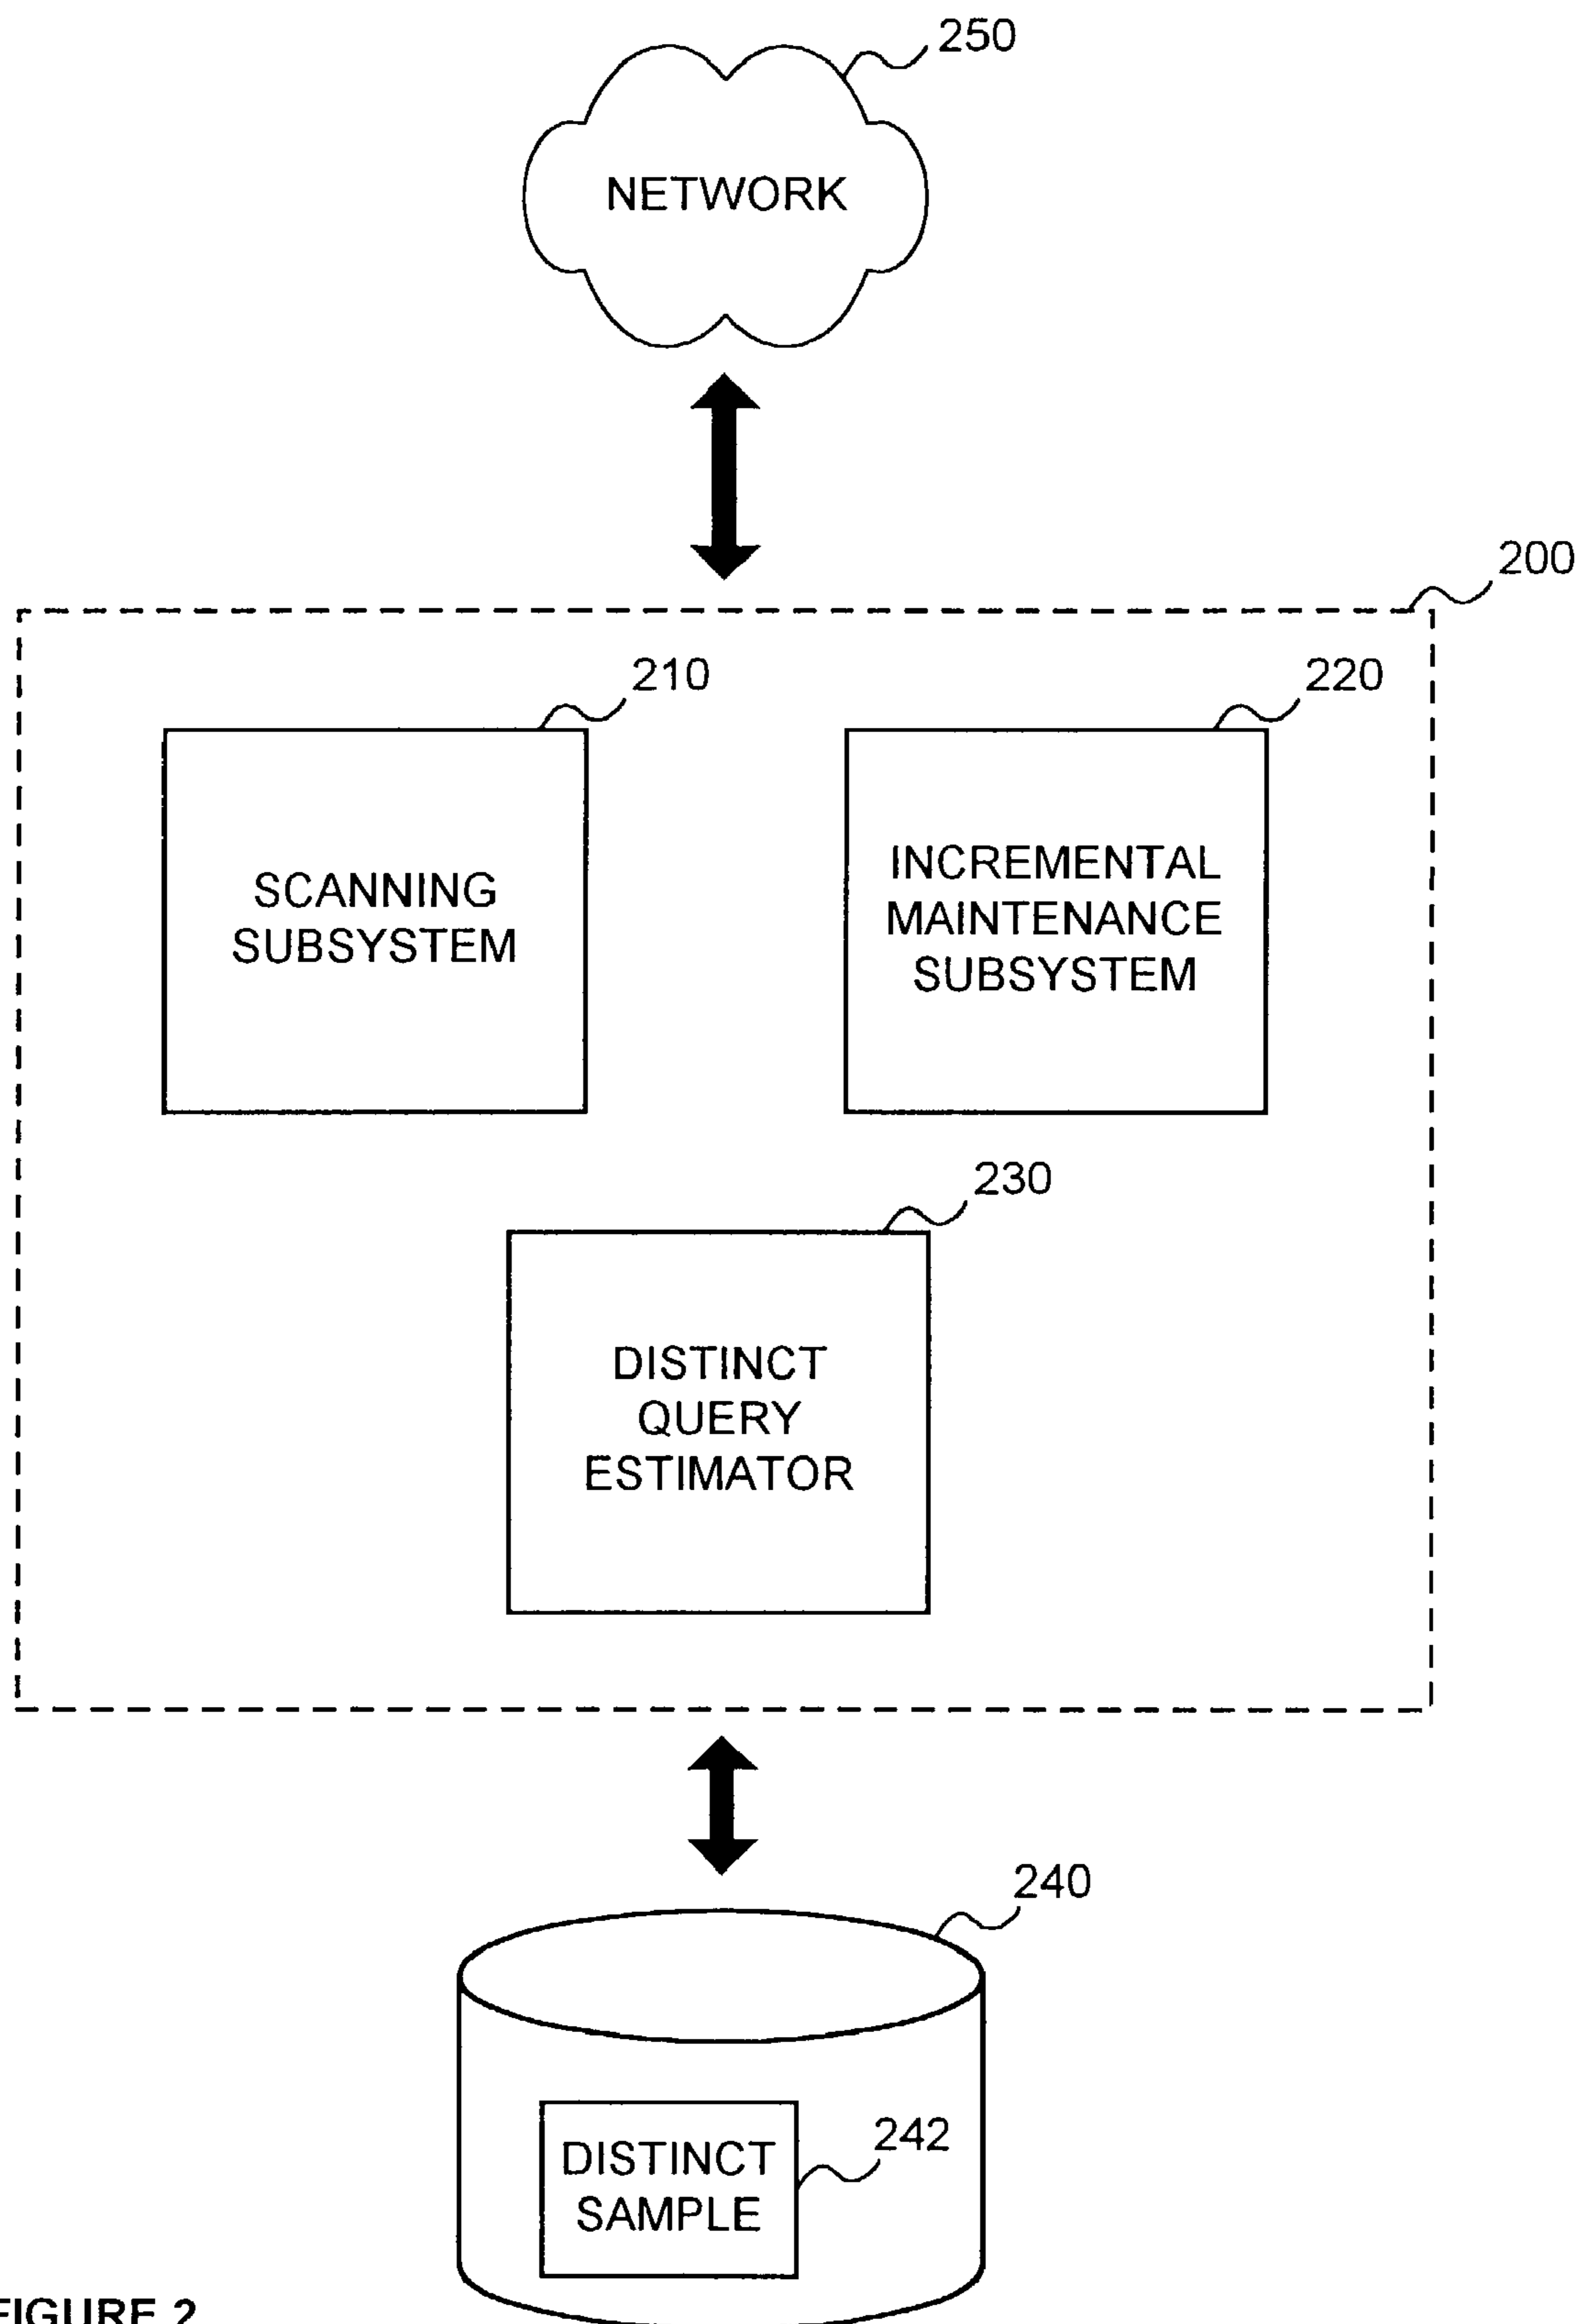 250
NETWORK
200
210
220
SCANNING
SUBSYSTEM
INCREMENTAL
MAINTENANCE
SUBSYSTEM
230
DISTINCT
QUERY
ESTIMATOR
240
242
DISTINCT
SAMPLE
FIGURE 2